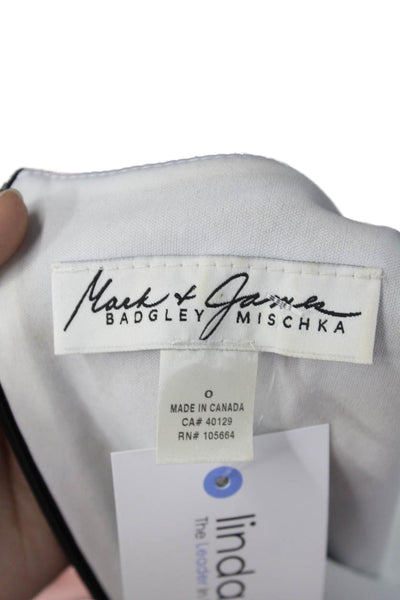 Mark + James
BADGLEY MISCHKA
0
MADE IN CANADA
CA# 40129
RN# 105664
linda
The Leader in